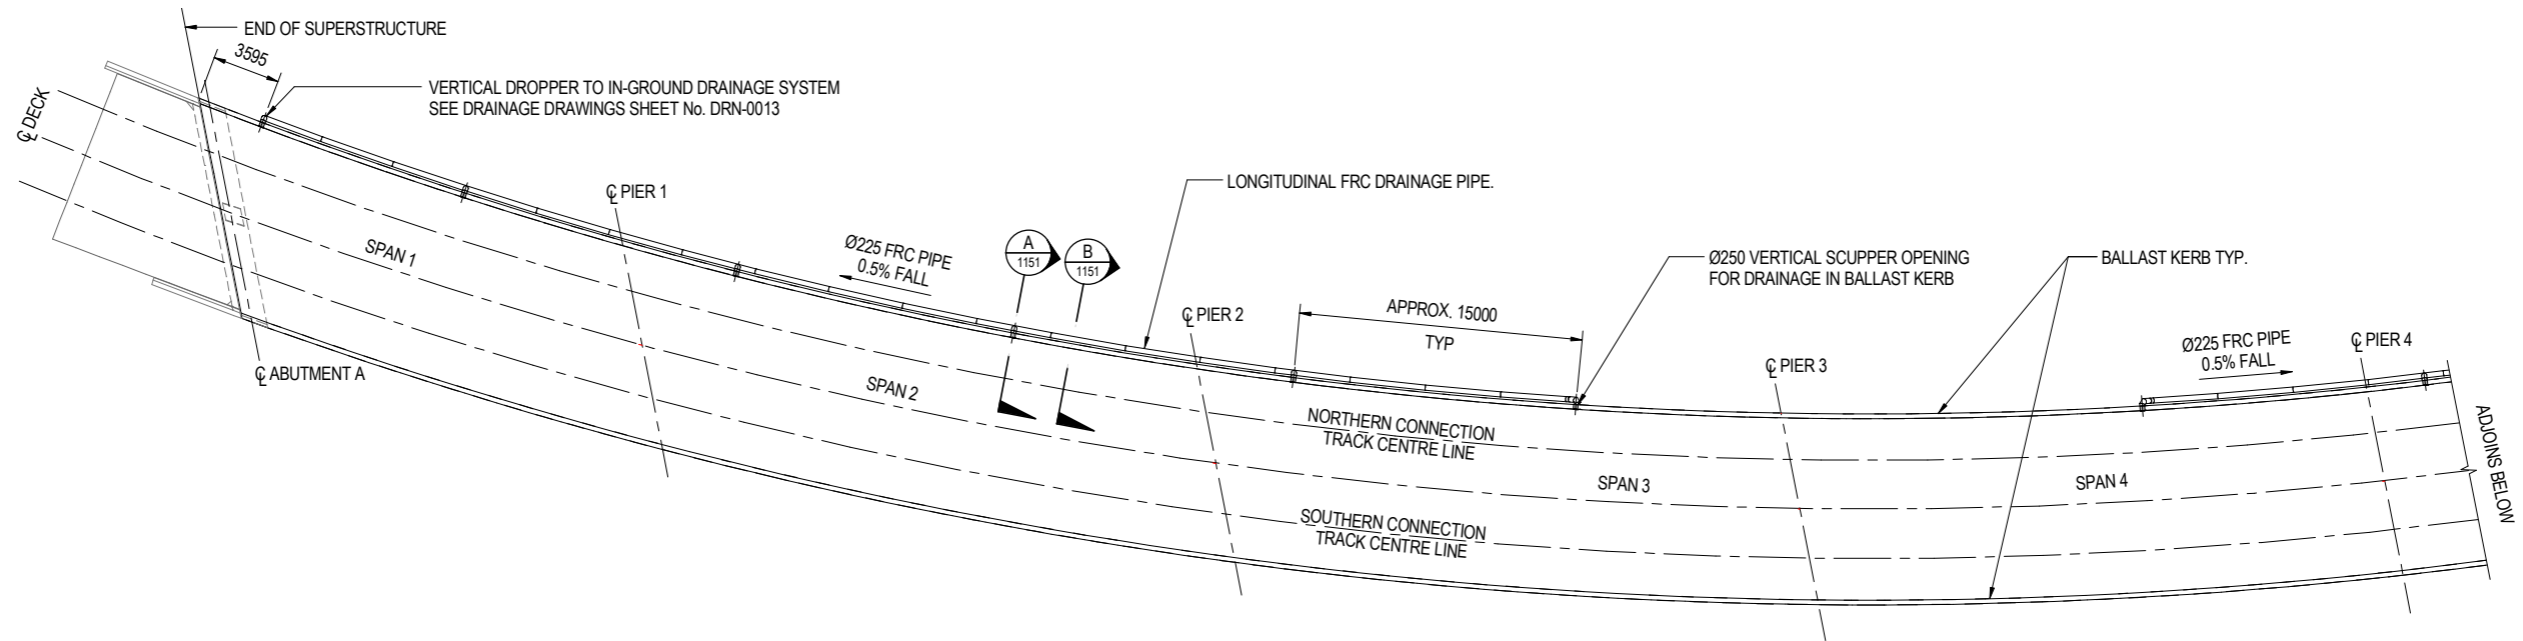 END OF SUPERSTRUCTURE
3595
VERTICAL DROPPER TO IN-GROUND DRAINAGE SYSTEM
SEE DRAINAGE DRAWINGS SHEET No. DRN-0013
℄ DECK
℄ PIER 1
SPAN 1
Ø225 FRC PIPE
0.5% FALL
A
1151
B
1151
LONGITUDINAL FRC DRAINAGE PIPE.
℄ PIER 2
APPROX. 15000
TYP
Ø250 VERTICAL SCUPPER OPENING
FOR DRAINAGE IN BALLAST KERB
BALLAST KERB TYP.
℄ PIER 3
Ø225 FRC PIPE
0.5% FALL
℄ PIER 4
℄ ABUTMENT A
SPAN 2
NORTHERN CONNECTION
TRACK CENTRE LINE
SPAN 3
SPAN 4
SOUTHERN CONNECTION
TRACK CENTRE LINE
ADJOINS BELOW